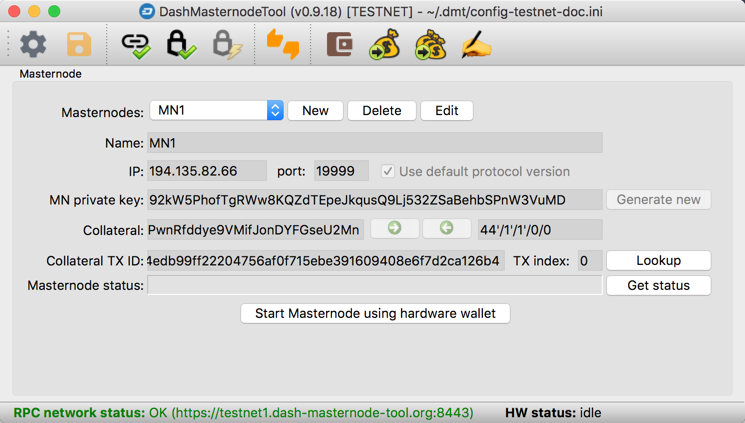 DashMasternodeTool (v0.9.18) [TESTNET] - ~/.dmt/config-testnet-doc.ini
Masternode
Masternodes: MN1 New Delete Edit
Name: MN1
IP: 194.135.82.66 port: 19999 Use default protocol version
MN private key: 92kW5PhofTgRWw8KQZdTEpeJkqusQ9Lj532ZSaBehbSPnW3VuMD Generate new
Collateral: PwnRfddye9VMifJonDYFGseU2Mn 44'/1'/1'/0/0
Collateral TX ID: 4edb99ff22204756af0f715ebe391609408e6f7d2ca126b4 TX index: 0 Lookup
Masternode status: Get status
Start Masternode using hardware wallet
RPC network status: OK (https://testnet1.dash-masternode-tool.org:8443) HW status: idle